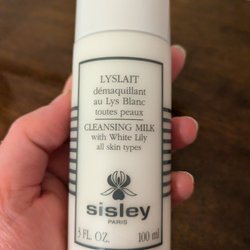 LYSLAIT
démaquillant
au Lys Blanc
toutes peaux
CLEANSING MILK
with White Lily
all skin types
sisley
PARIS
3 FL. OZ. 100 ml